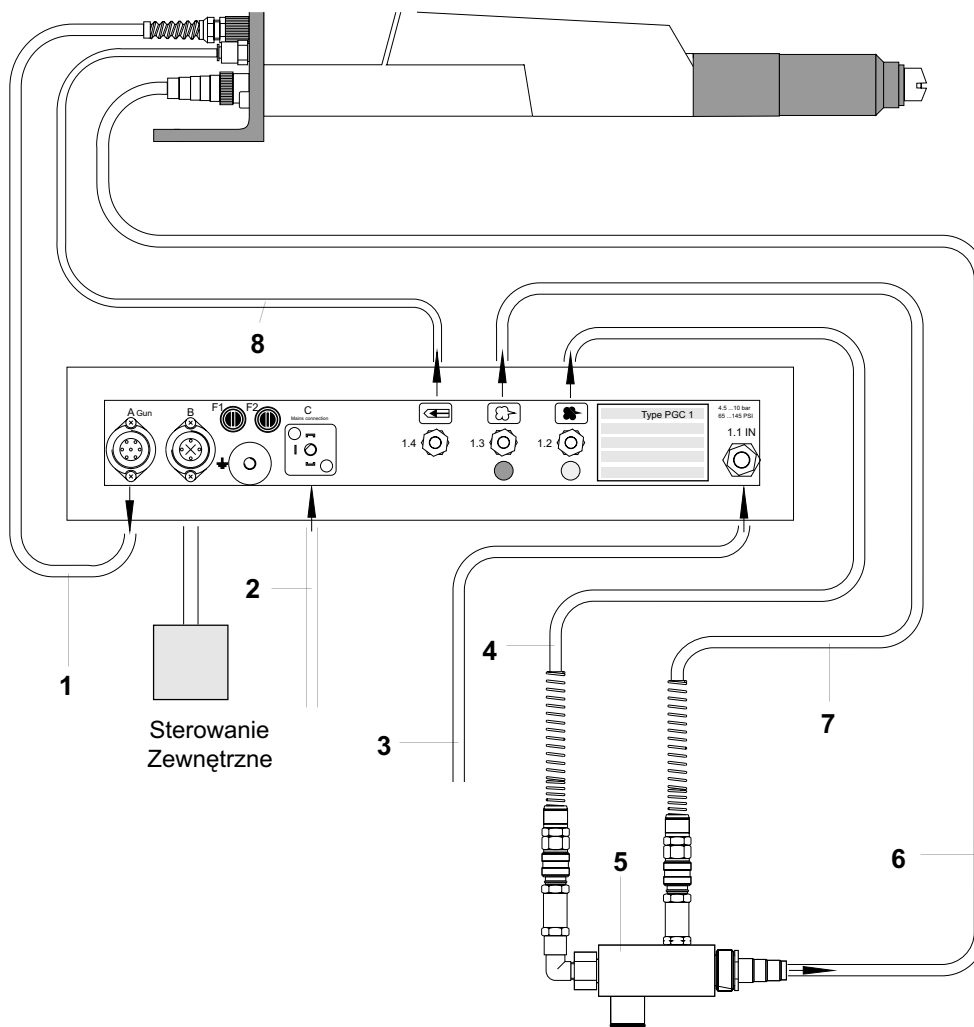 8
A Gun
B
F1
F2
C
Mains connection
1.4
1.3
1.2
Type PGC 1
4.5 ...10 bar
65 ...145 PSI
1.1 IN
1
2
3
4
5
6
7
Sterowanie
Zewnętrzne